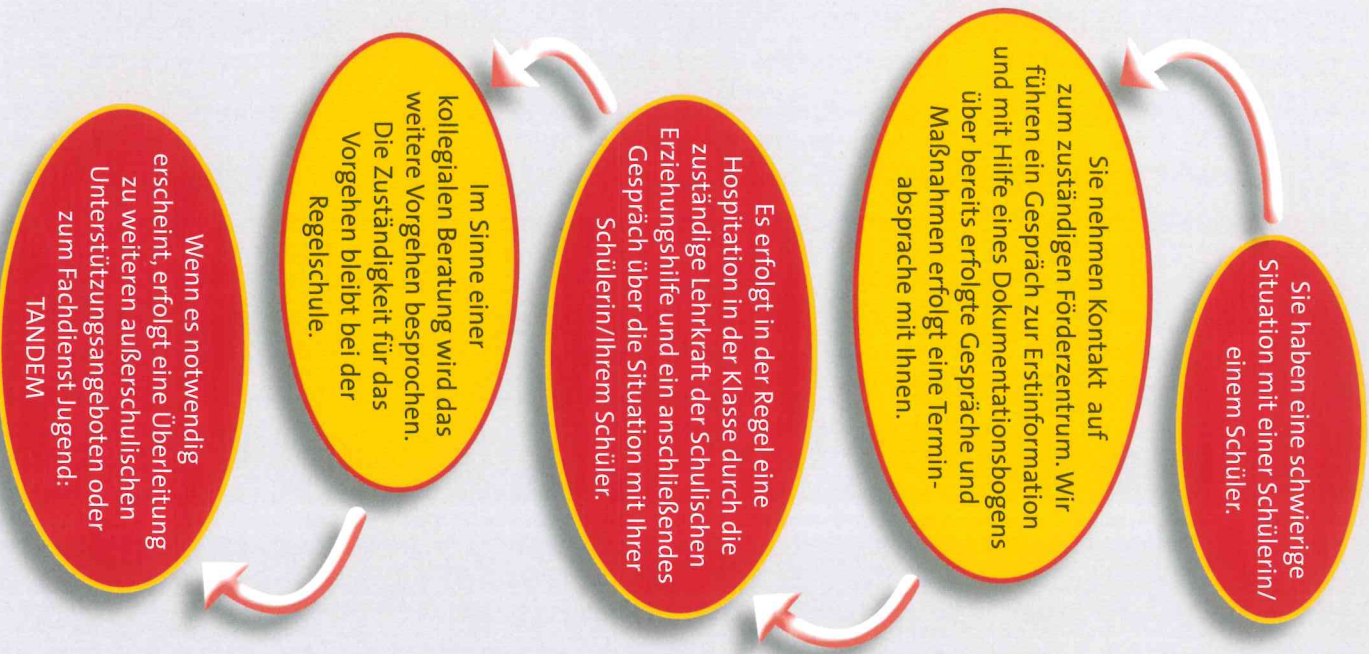 Sie haben eine schwierige
Situation mit einer Schülerin/
einem Schüler.
Sie nehmen Kontakt auf
zum zuständigen Förderzentrum. Wir
führen ein Gespräch zur Erstinformation
und mit Hilfe eines Dokumentationsbogens
über bereits erfolgte Gespräche und
Maßnahmen erfolgt eine Termin-
absprache mit Ihnen.
Es erfolgt in der Regel eine
Hospitation in der Klasse durch die
zuständige Lehrkraft der Schulischen
Erziehungshilfe und ein anschließendes
Gespräch über die Situation mit Ihrer
Schülerin/Ihrem Schüler.
Im Sinne einer
kollegialen Beratung wird das
weitere Vorgehen besprochen.
Die Zuständigkeit für das
Vorgehen bleibt bei der
Regelschule.
Wenn es notwendig
erscheint, erfolgt eine Überleitung
zu weiteren außerschulischen
Unterstützungsangeboten oder
zum Fachdienst Jugend:
TANDEM